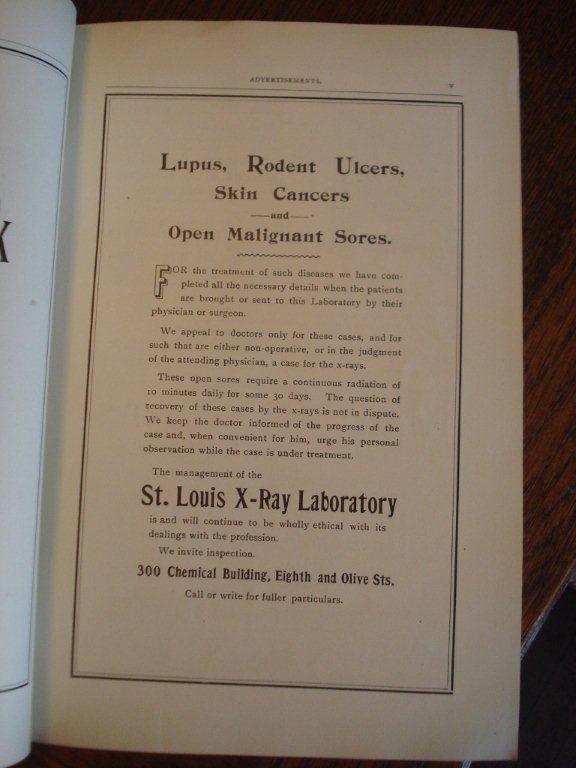 ADVERTISEMENTS.
v
Lupus, Rodent Ulcers,
Skin Cancers
—and—
Open Malignant Sores.
FOR the treatment of such diseases we have com-
pleted all the necessary details when the patients
are brought or sent to this Laboratory by their
physician or surgeon.
We appeal to doctors only for these cases, and for
such that are either non-operative, or in the judgment
of the attending physician, a case for the x-rays.
These open sores require a continuous radiation of
10 minutes daily for some 30 days. The question of
recovery of these cases by the x-rays is not in dispute.
We keep the doctor informed of the progress of the
case and, when convenient for him, urge his personal
observation while the case is under treatment.
The management of the
St. Louis X-Ray Laboratory
is and will continue to be wholly ethical with its
dealings with the profession.
We invite inspection.
300 Chemical Building, Eighth and Olive Sts.
Call or write for fuller particulars.